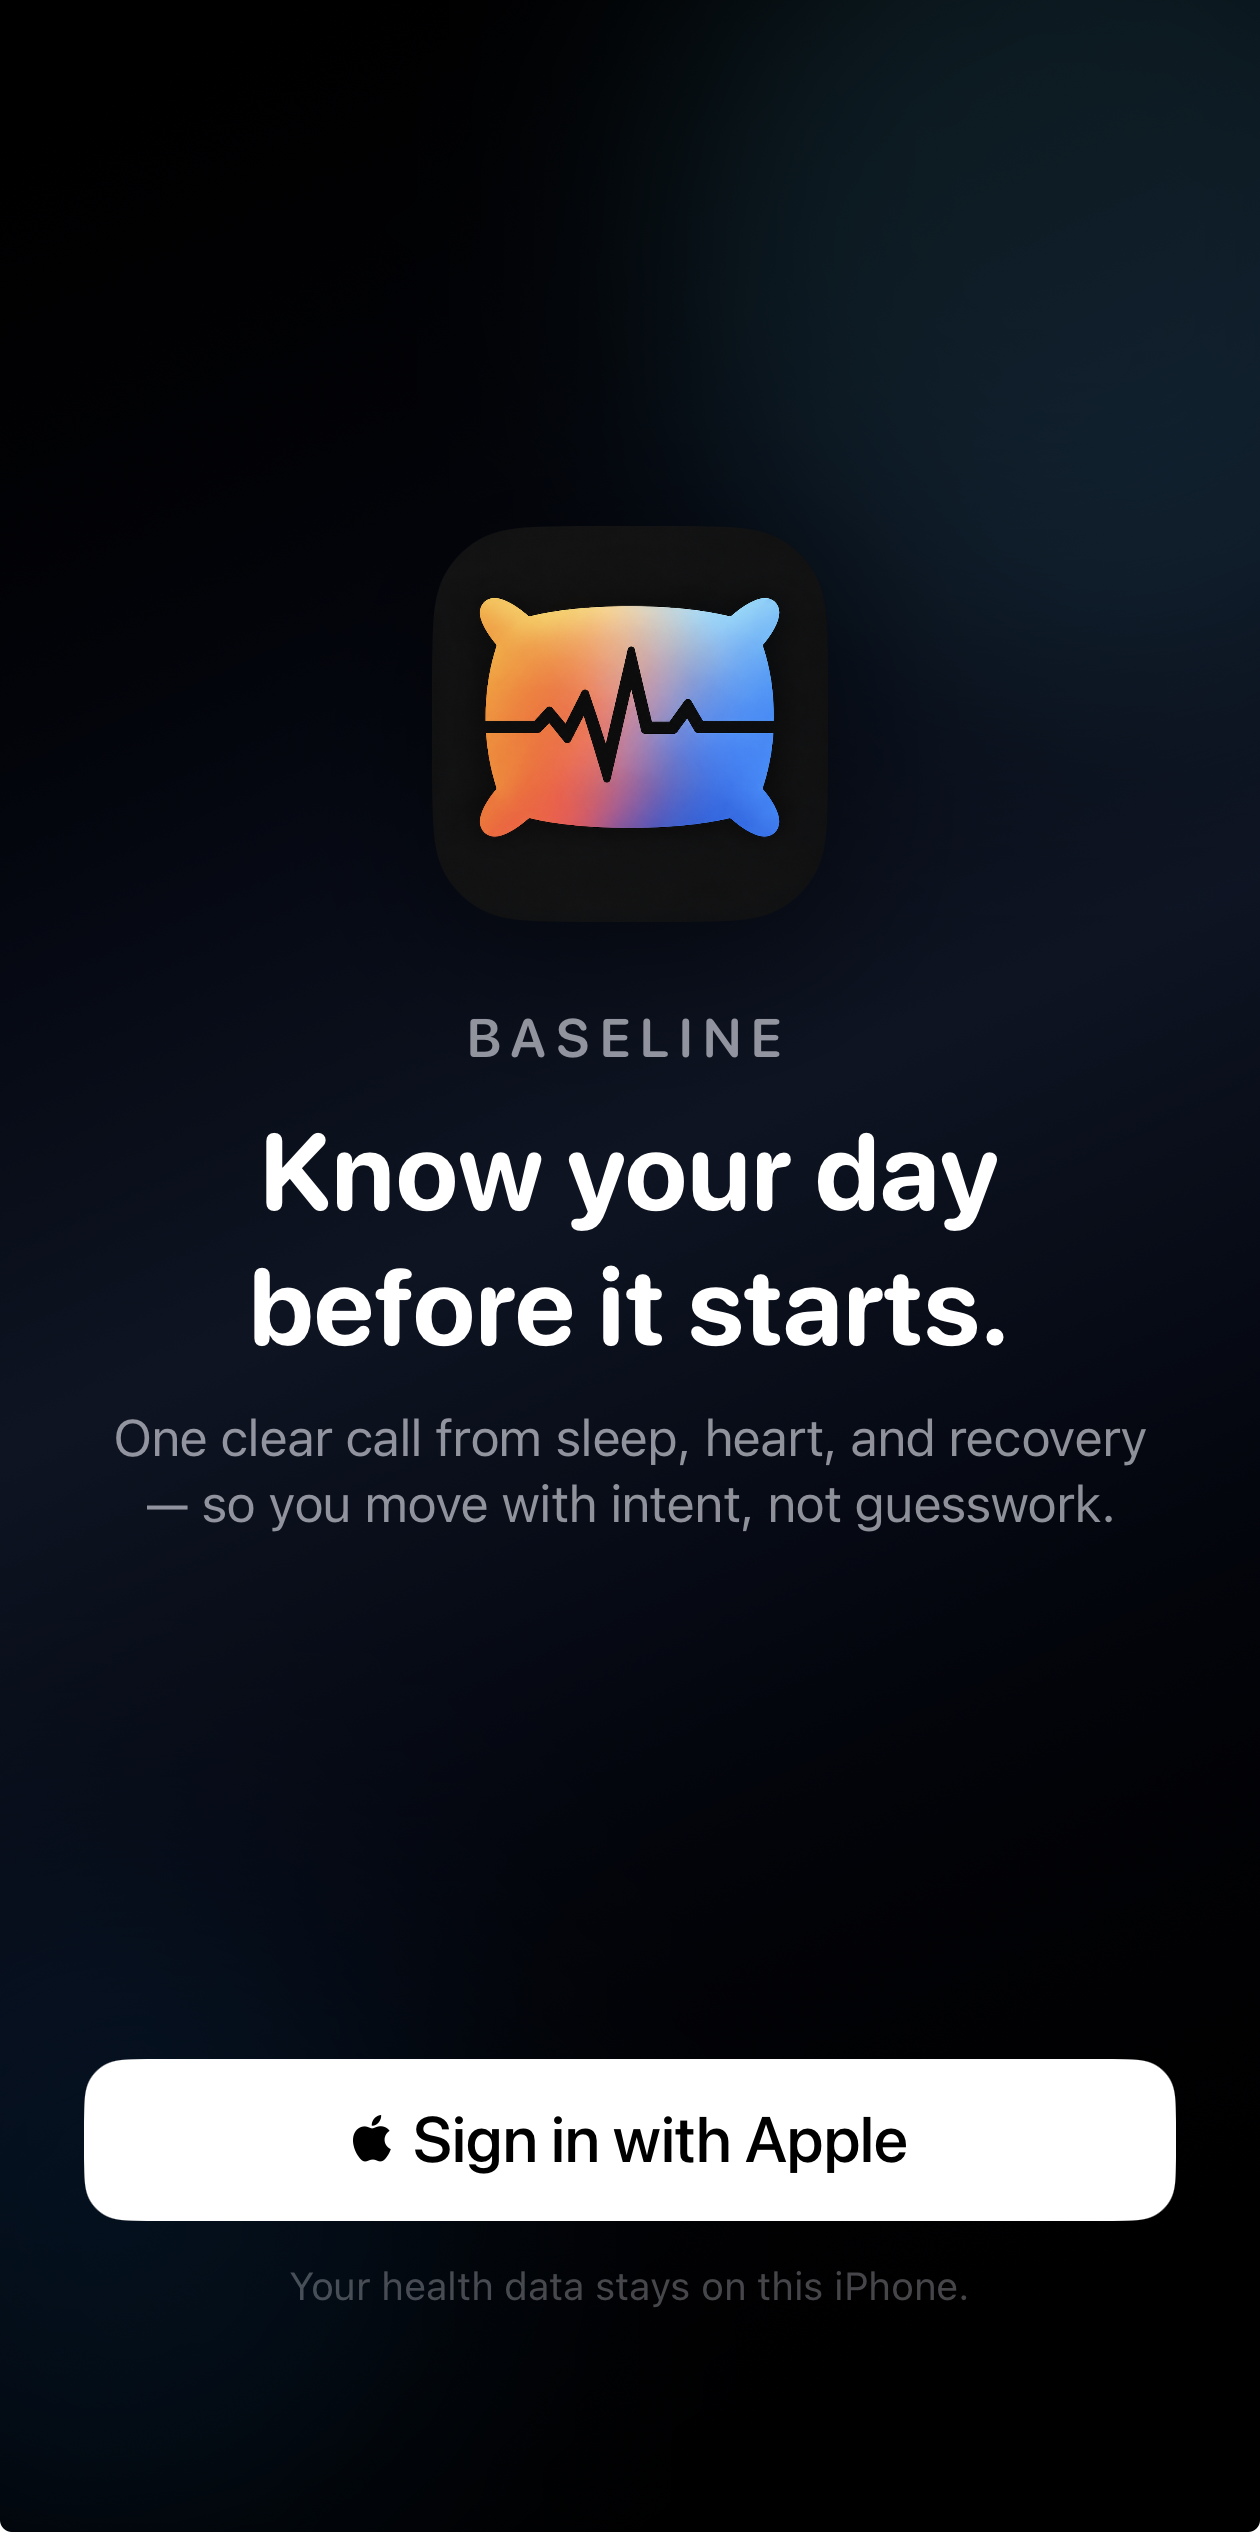 BASELINE
Know your day
before it starts.
One clear call from sleep, heart, and recovery
— so you move with intent, not guesswork.
Sign in with Apple
Your health data stays on this iPhone.